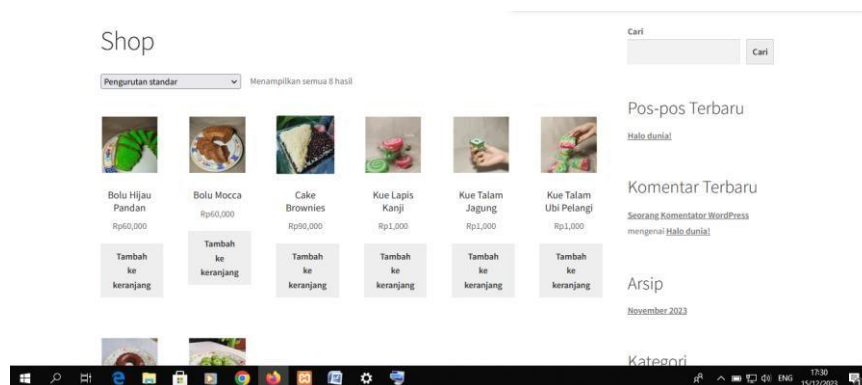 Shop
Pengurutan standar
Menampilkan semua 8 hasil
Bolu Hijau
Pandan
Rp60,000
Tambah
ke
keranjang
Bolu Mocca
Rp60,000
Tambah
ke
keranjang
Cake
Brownies
Rp90,000
Tambah
ke
keranjang
Kue Lapis
Kanji
Rp1,000
Tambah
ke
keranjang
Kue Talam
Jagung
Rp1,000
Tambah
ke
keranjang
Kue Talam
Ubi Pelangi
Rp1,000
Tambah
ke
keranjang
Cari
Cari
Pos-pos Terbaru
Halo dunia!
Komentar Terbaru
Seorang Komentator WordPress
mengenai Halo dunia!
Arsip
November 2023
Kategori
ENG
17:30
15/12/2023